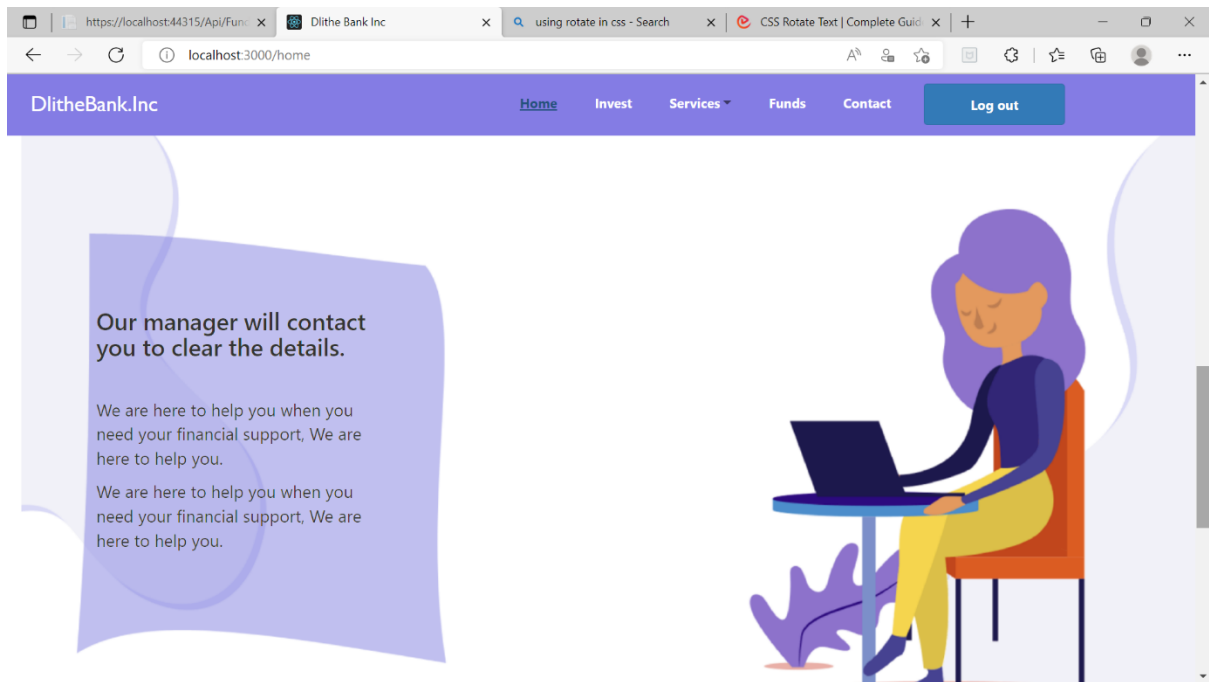 https://localhost:44315/Api/Func
Dlithe Bank Inc
using rotate in css - Search
CSS Rotate Text | Complete Guid
localhost:3000/home
DlitheBank.Inc
Home Invest Services Funds Contact Log out
Our manager will contact
you to clear the details.
We are here to help you when you
need your financial support, We are
here to help you.
We are here to help you when you
need your financial support, We are
here to help you.